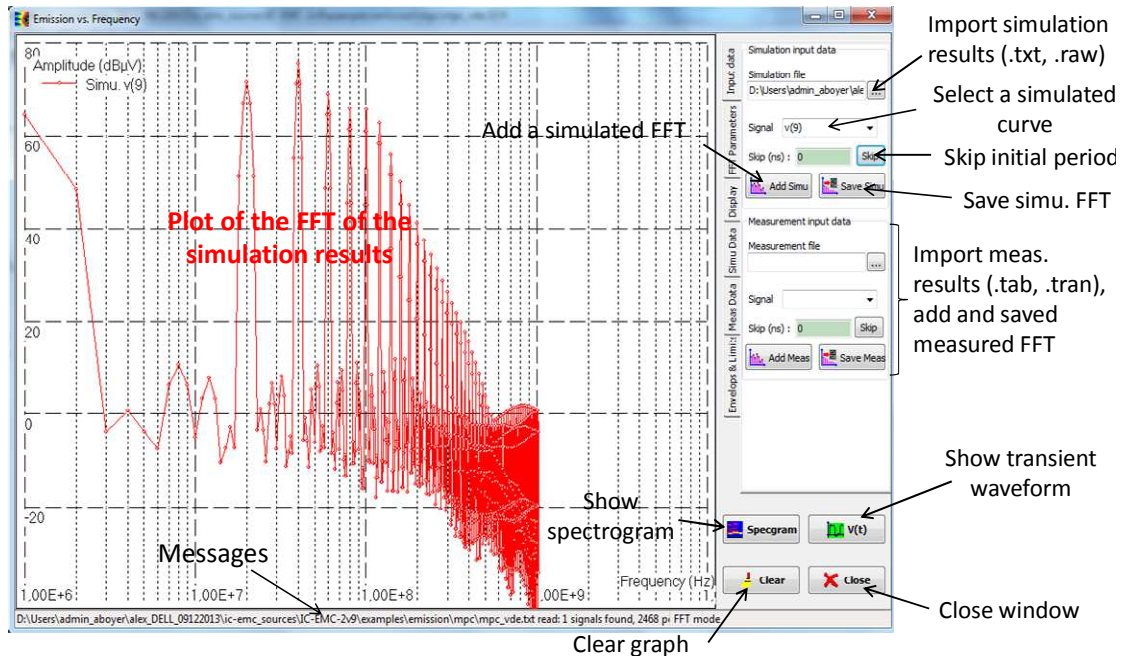 Emission vs. Frequency
80
Amplitude (dBµV)
Simu. v(9)
60
40
20
0
-20
1.00E+6
1.00E+7
1.00E+8
1.00E+9
1,
Frequency (Hz)
Plot of the FFT of the
simulation results
Add a simulated FFT
Show
spectrogram
Messages
D:\Users\admin_aboyer\alex_DELL_09122013\ic-emc_sources\IC-EMC-2v9\examples\emission\mpc\mpc_vde.txt read: 1 signals found, 2468 p
FFT mode
Input data
FFT Parameters
Display
Simu Data
Meas Data
Envelops & Limits
Simulation input data
Simulation file
D:\Users\admin_aboyer\ale
...
Signal v(9)
Skip (ns) : 0 Skip
Add Simu Save Simu
Measurement input data
Measurement file
...
Signal
Skip (ns) : 0 Skip
Add Meas Save Meas
Specgram V(t)
Clear Close
Import simulation
results (.txt, .raw)
Select a simulated
curve
Skip initial period
Save simu. FFT
Import meas.
results (.tab, .tran),
add and saved
measured FFT
Show transient
waveform
Close window
Clear graph